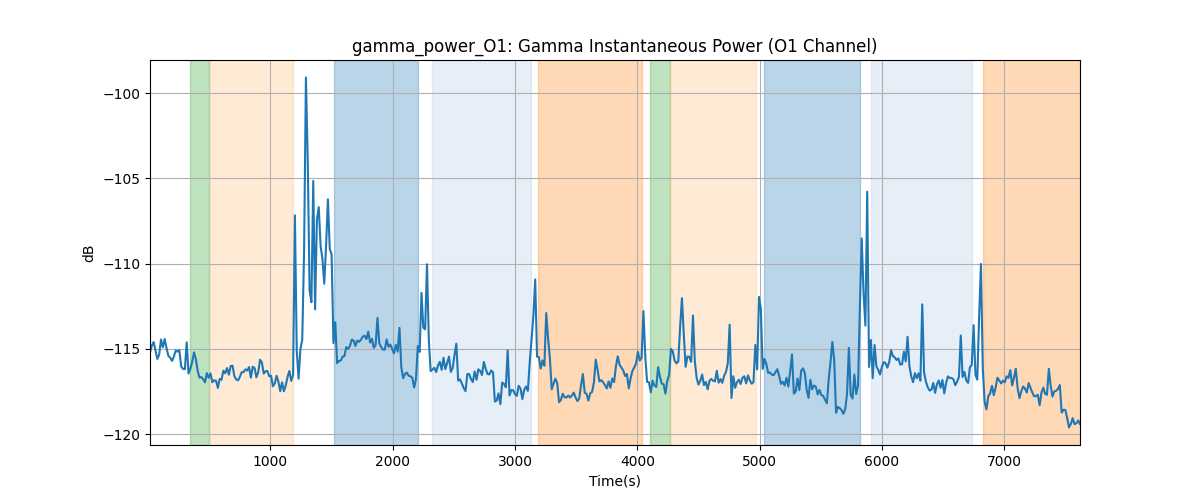 gamma_power_O1: Gamma Instantaneous Power (O1 Channel)
−100
−105
−110
−115
−120
dB
1000 2000 3000 4000 5000 6000 7000
Time(s)